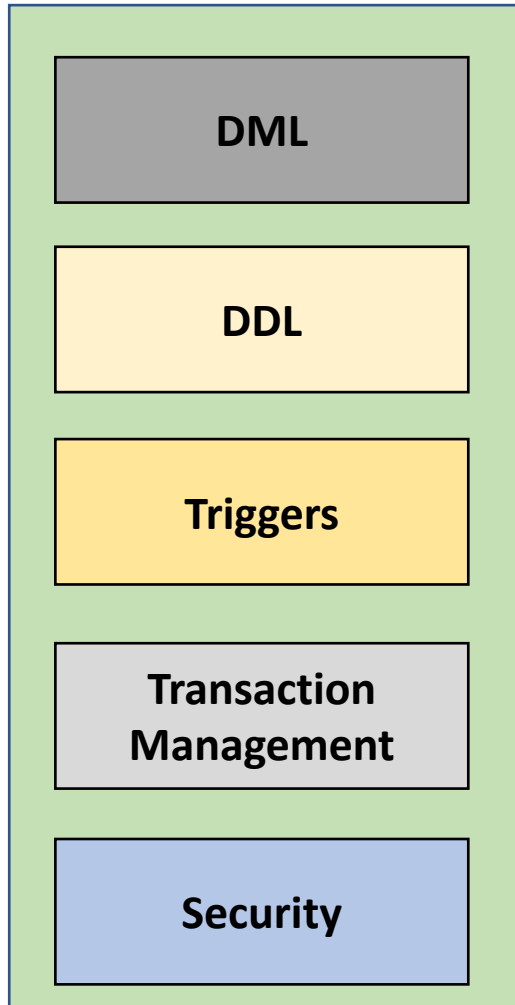 DML
DDL
Triggers
Transaction
Management
Security